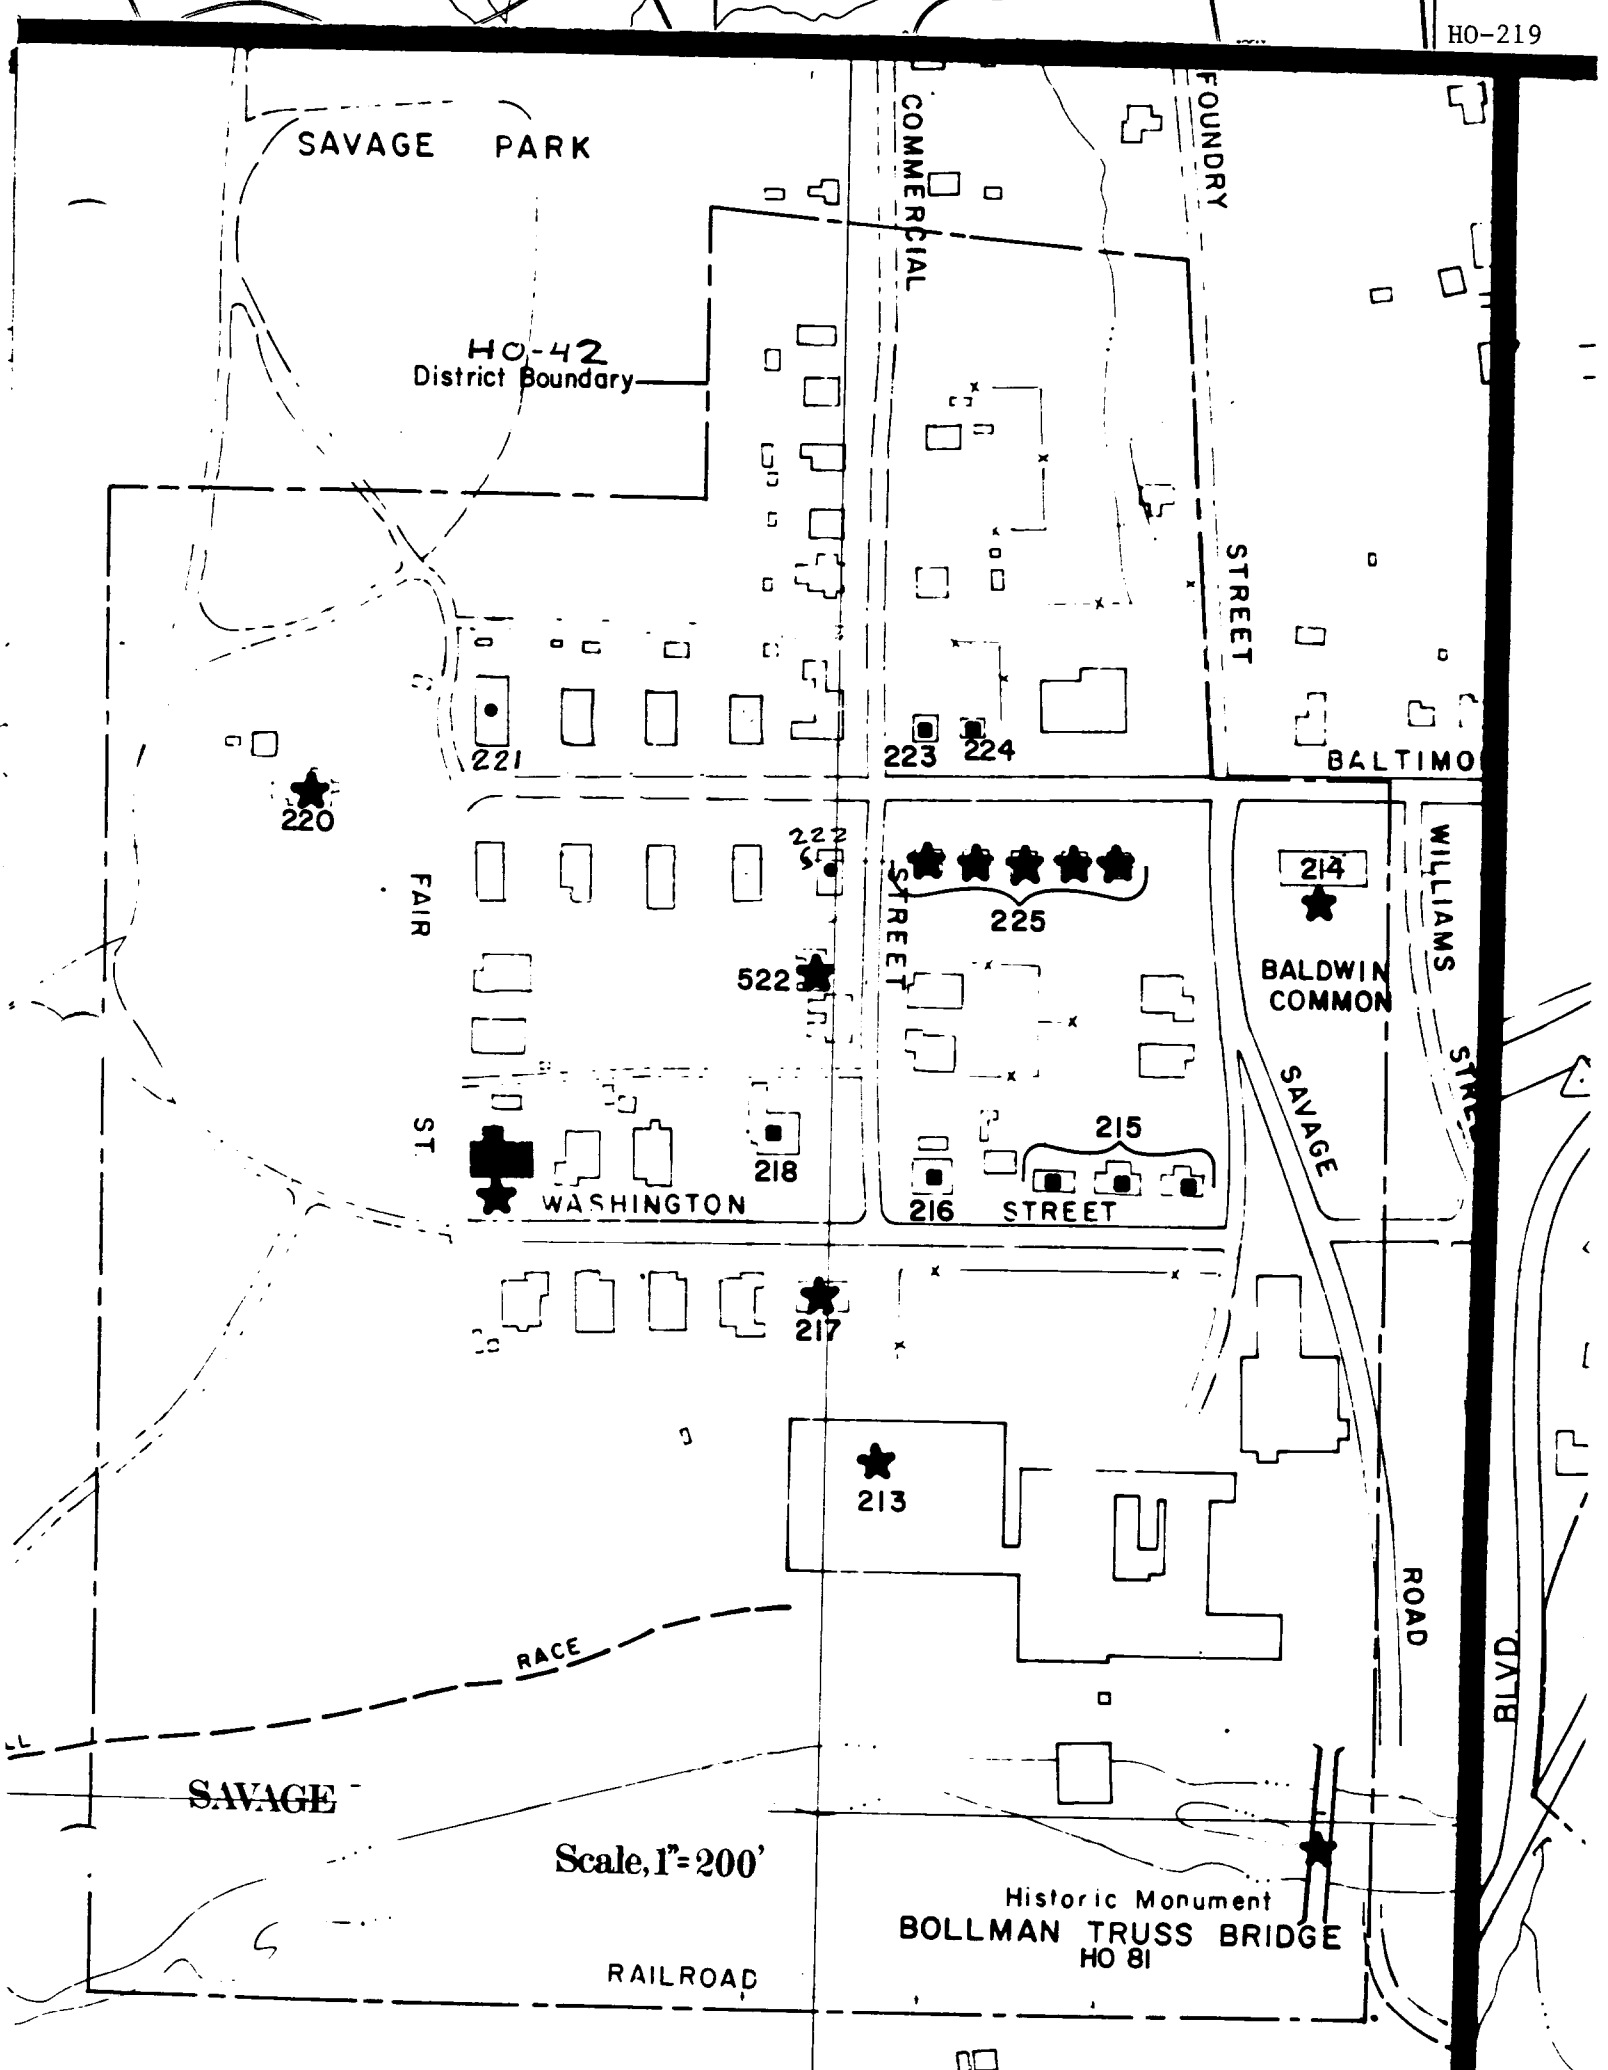 HO-219
SAVAGE PARK
COMMERCIAL
FOUNDRY
HO-42
District Boundary
STREET
221
223
224
BALTIMO
220
222
225
214
WILLIAMS
FAIR
STREET
522
BALDWIN
COMMON
SAVAGE
STREE
ST.
215
218
WASHINGTON
216
STREET
217
213
ROAD
RACE
BLVD.
LL
SAVAGE
Scale, 1"=200'
Historic Monument
BOLLMAN TRUSS BRIDGE
HO 81
RAILROAD